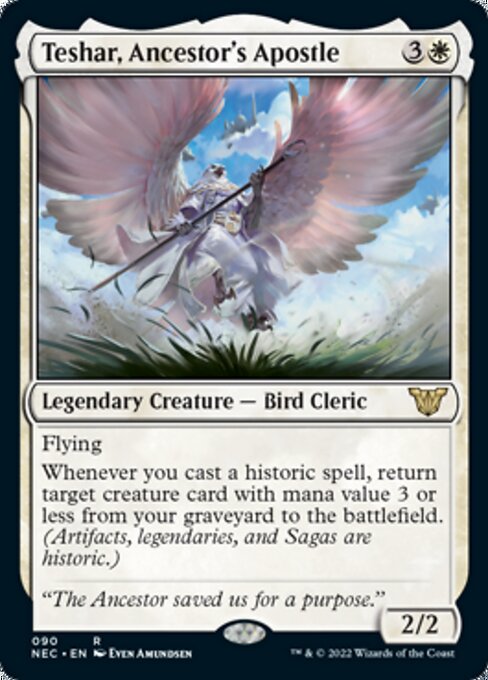 Teshar, Ancestor's Apostle 3
Legendary Creature — Bird Cleric
Flying
Whenever you cast a historic spell, return
target creature card with mana value 3 or
less from your graveyard to the battlefield.
(Artifacts, legendaries, and Sagas are
historic.)
"The Ancestor saved us for a purpose."
2/2
090 R
NEC • EN Even Amundsen
™ & © 2022 Wizards of the Coast